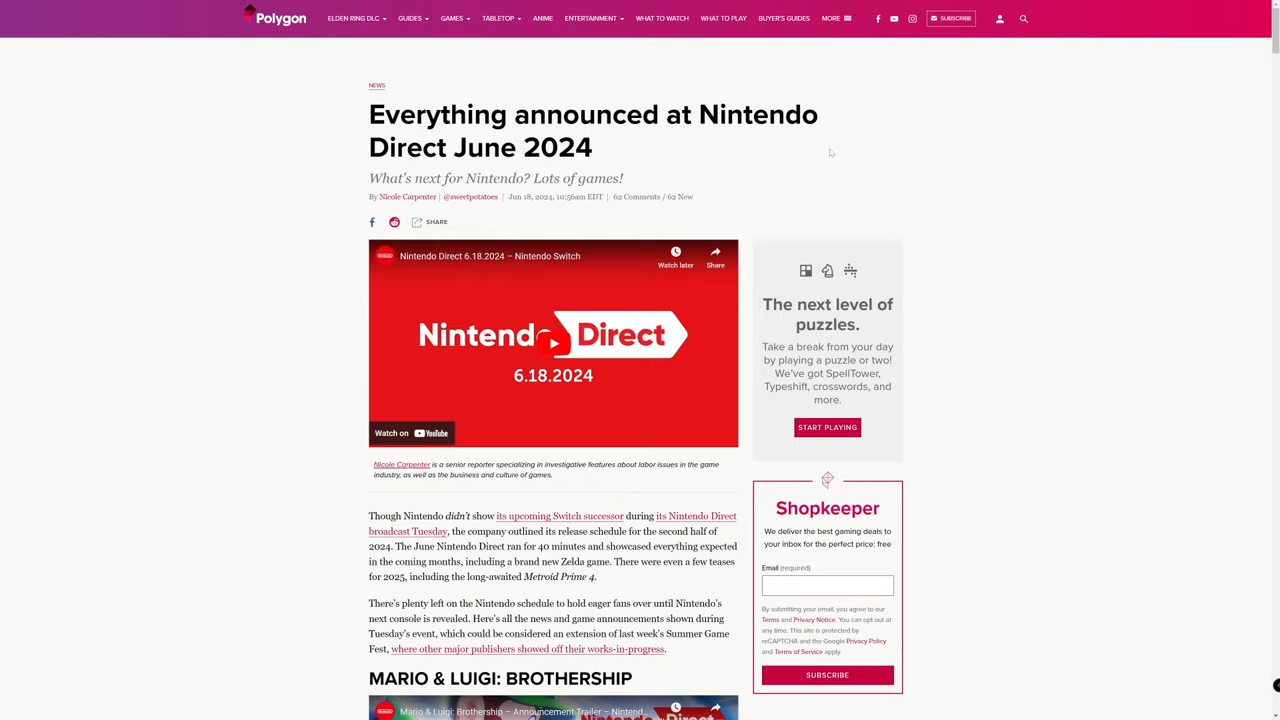 Polygon
ELDEN RING DLC
GUIDES
GAMES
TABLETOP
ANIME
ENTERTAINMENT
WHAT TO WATCH
WHAT TO PLAY
BUYER'S GUIDES
MORE
SUBSCRIBE
NEWS
Everything announced at Nintendo
Direct June 2024
What's next for Nintendo? Lots of games!
By Nicole Carpenter | @sweetpotatoes | Jun 18, 2024, 10:56am EDT | 62 Comments / 62 New
SHARE
Nintendo Direct 6.18.2024 – Nintendo Switch
Watch later
Share
Nintendo Direct
6.18.2024
Watch on YouTube
Nicole Carpenter is a senior reporter specializing in investigative features about labor issues in the game
industry, as well as the business and culture of games.
Though Nintendo didn't show its upcoming Switch successor during its Nintendo Direct
broadcast Tuesday, the company outlined its release schedule for the second half of
2024. The June Nintendo Direct ran for 40 minutes and showcased everything expected
in the coming months, including a brand new Zelda game. There were even a few teases
for 2025, including the long-awaited Metroid Prime 4.
There's plenty left on the Nintendo schedule to hold eager fans over until Nintendo's
next console is revealed. Here's all the news and game announcements shown during
Tuesday's event, which could be considered an extension of last week's Summer Game
Fest, where other major publishers showed off their works-in-progress.
MARIO & LUIGI: BROTHERSHIP
Mario & Luigi: Brothership – Announcement Trailer – Ninten...
The next level of
puzzles.
Take a break from your day
by playing a puzzle or two!
We've got SpellTower,
Typeshift, crosswords, and
more.
START PLAYING
Shopkeeper
We deliver the best gaming deals to
your inbox for the perfect price: free
Email (required)
By submitting your email, you agree to our
Terms and Privacy Notice. You can opt out at
any time. This site is protected by
reCAPTCHA and the Google Privacy Policy
and Terms of Service apply.
SUBSCRIBE